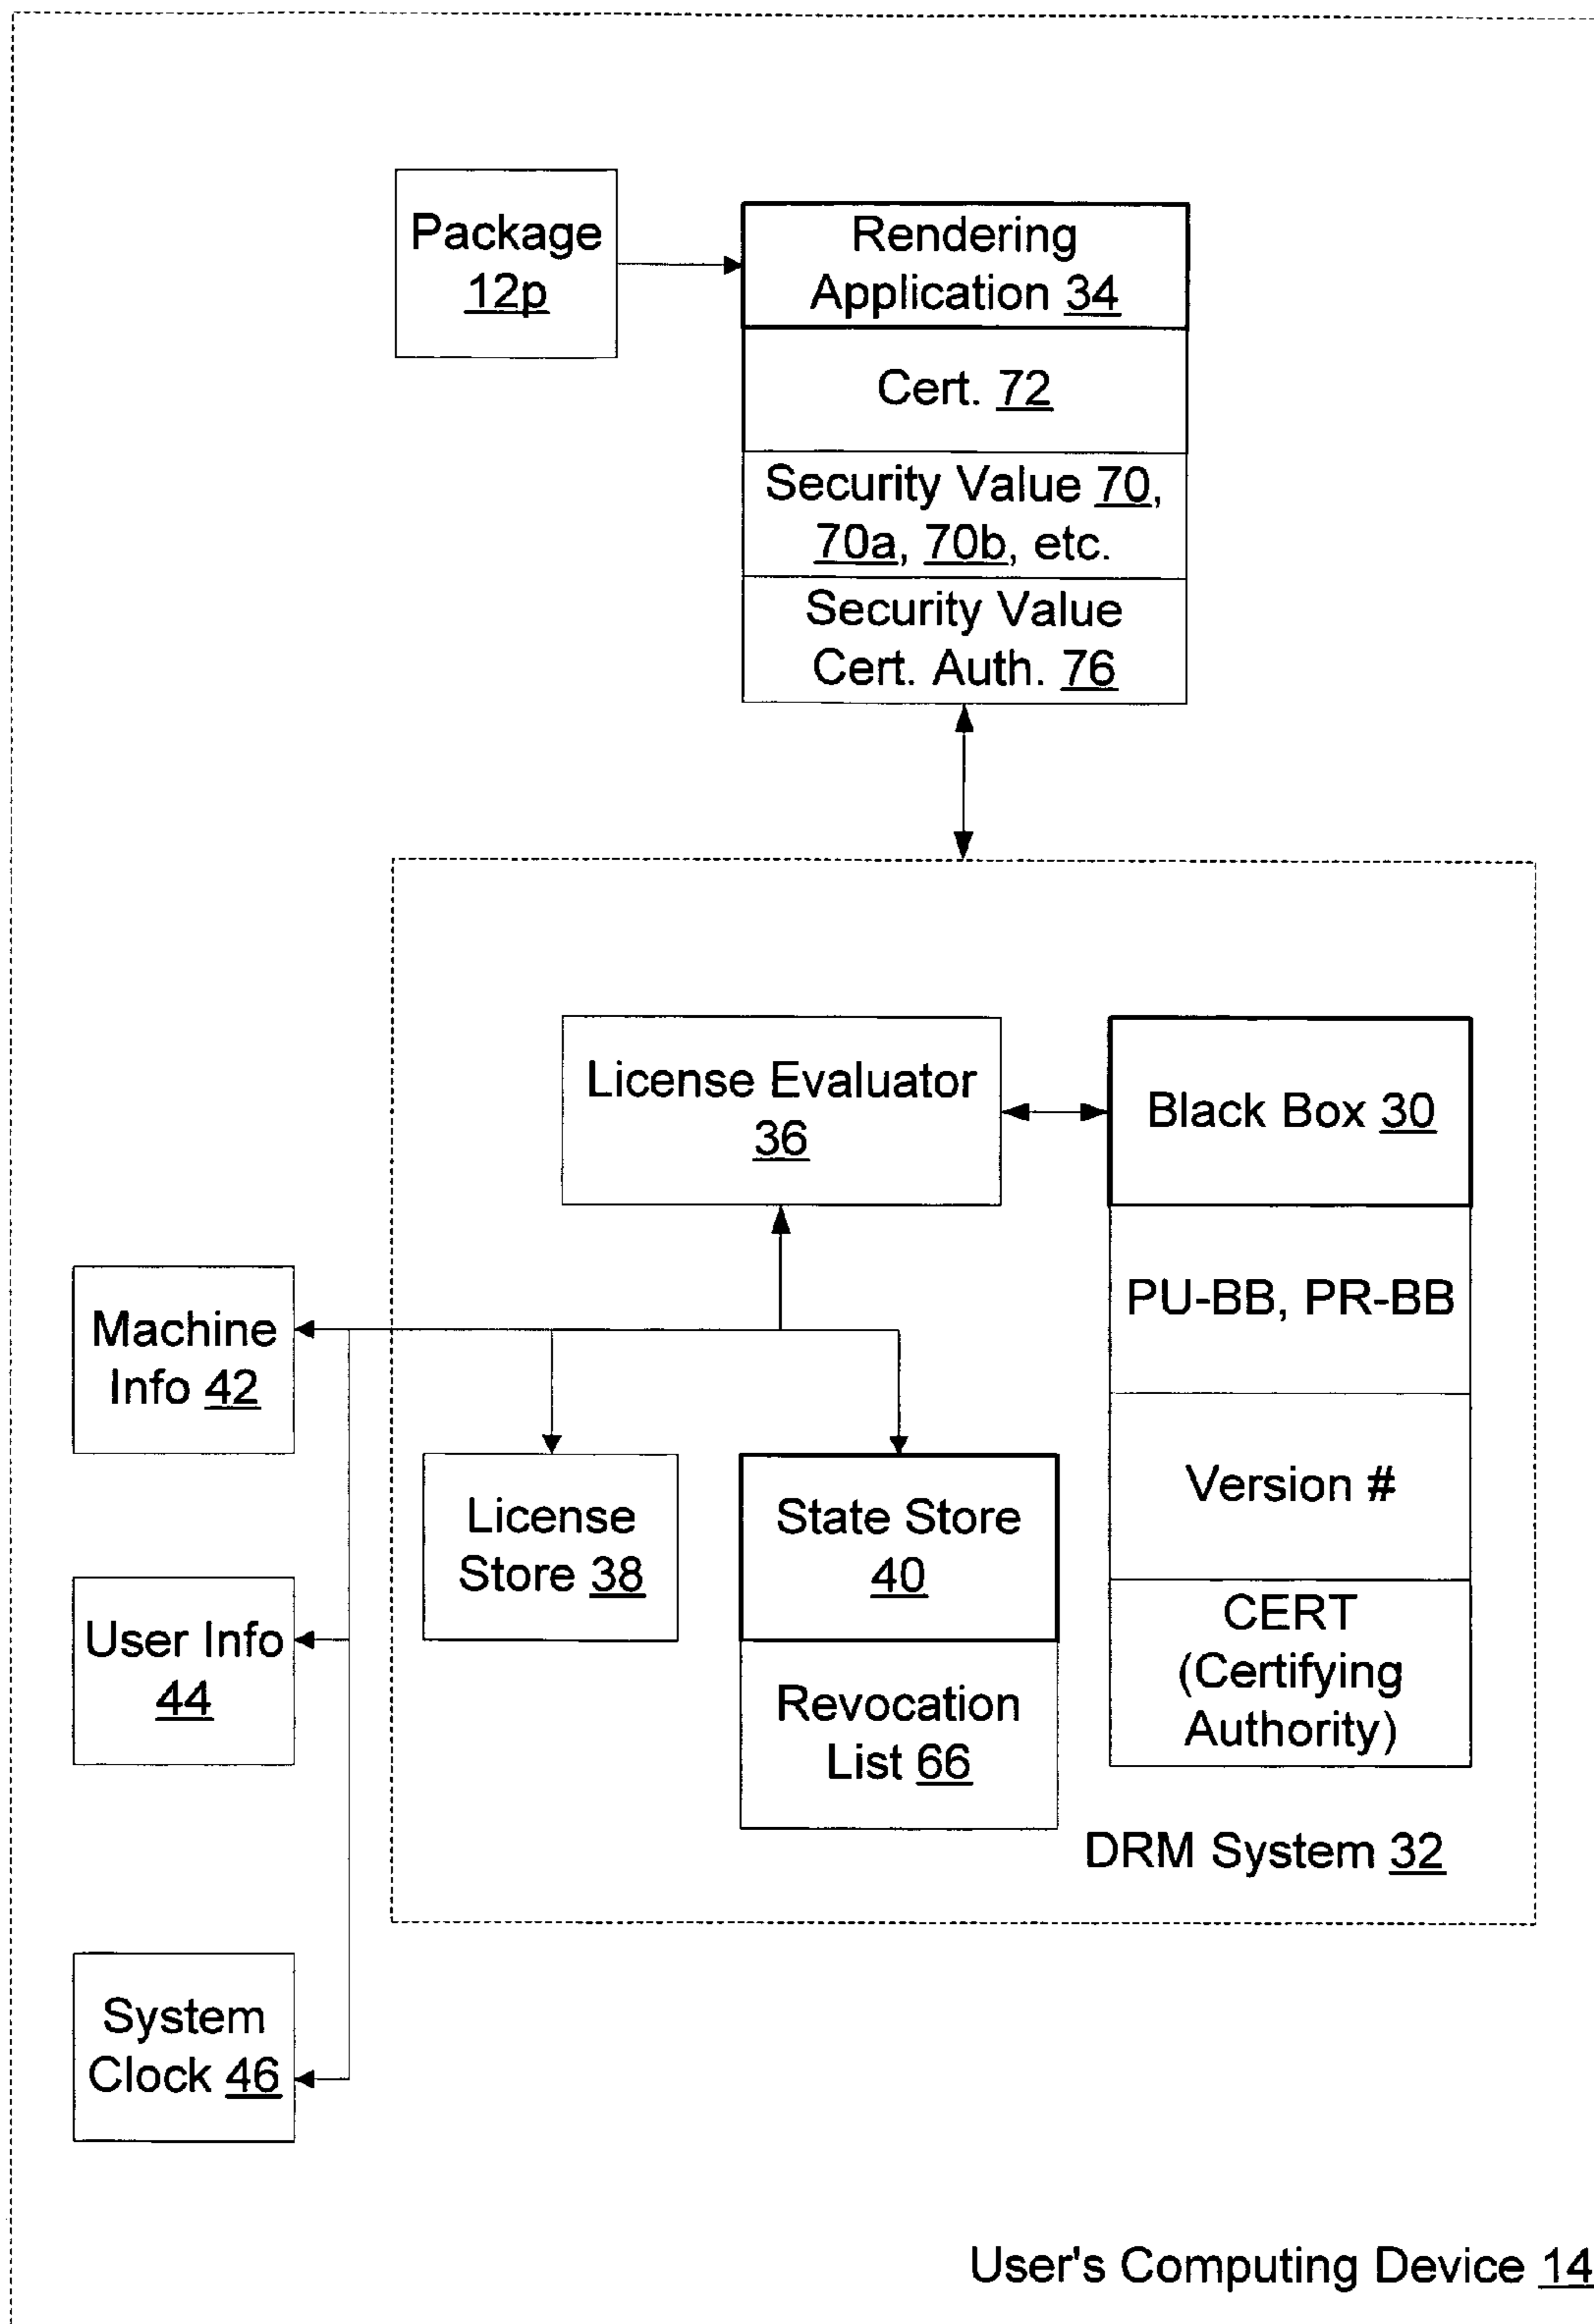 Package
12p
Rendering
Application 34
Cert. 72
Security Value 70,
70a, 70b, etc.
Security Value
Cert. Auth. 76
License Evaluator
36
Black Box 30
PU-BB, PR-BB
Version #
CERT
(Certifying
Authority)
Machine
Info 42
License
Store 38
State Store
40
Revocation
List 66
User Info
44
DRM System 32
System
Clock 46
User's Computing Device 14